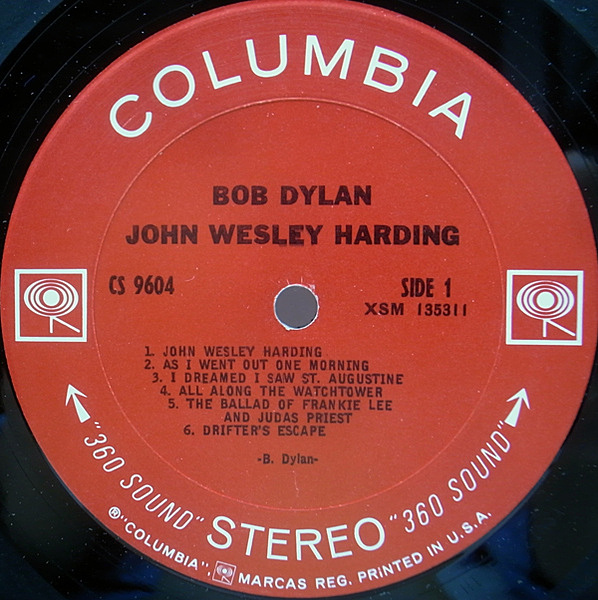 COLUMBIA
BOB DYLAN
JOHN WESLEY HARDING
CS 9604
SIDE 1
XSM 135311
1. JOHN WESLEY HARDING
2. AS I WENT OUT ONE MORNING
3. I DREAMED I SAW ST. AUGUSTINE
4. ALL ALONG THE WATCHTOWER
5. THE BALLAD OF FRANKIE LEE
AND JUDAS PRIEST
6. DRIFTER'S ESCAPE
-B. Dylan-
"360 SOUND" STEREO "360 SOUND"
®"COLUMBIA", MARCAS REG. PRINTED IN U.S.A.